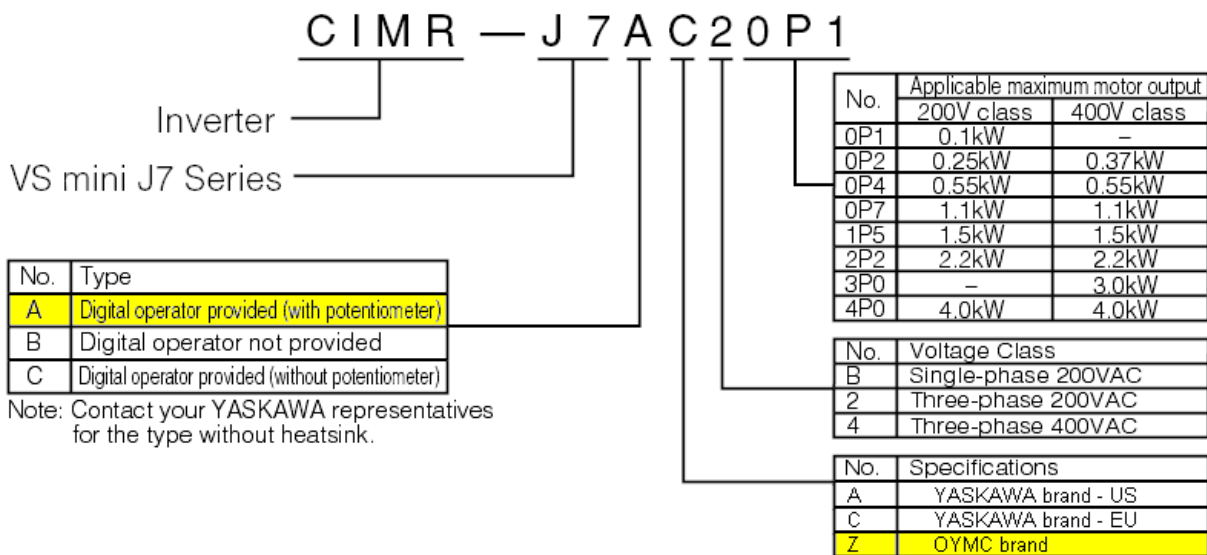 CIMR — J7AC20P1
Inverter
VS mini J7 Series
No. Type
A Digital operator provided (with potentiometer)
B Digital operator not provided
C Digital operator provided (without potentiometer)
Note: Contact your YASKAWA representatives
for the type without heatsink.
No. Applicable maximum motor output
200V class 400V class
0P1 0.1kW –
0P2 0.25kW 0.37kW
0P4 0.55kW 0.55kW
0P7 1.1kW 1.1kW
1P5 1.5kW 1.5kW
2P2 2.2kW 2.2kW
3P0 – 3.0kW
4P0 4.0kW 4.0kW
No. Voltage Class
B Single-phase 200VAC
2 Three-phase 200VAC
4 Three-phase 400VAC
No. Specifications
A YASKAWA brand - US
C YASKAWA brand - EU
Z OYMC brand